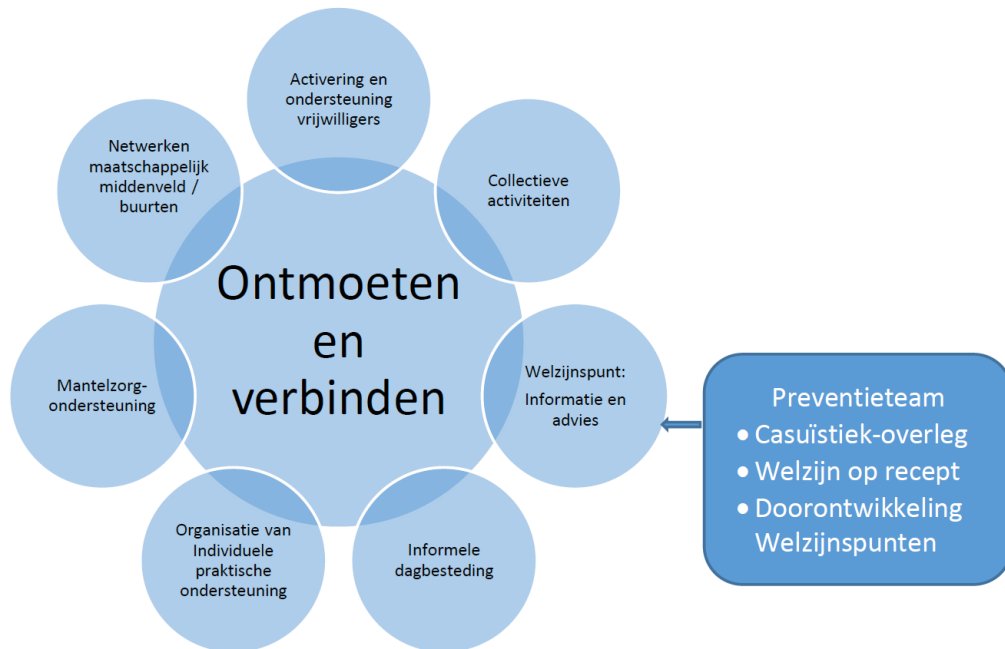 Activering en
ondersteuning
vrijwilligers
Netwerken
maatschappelijk
middenveld /
buurten
Collectieve
activiteiten
Ontmoeten
en
verbinden
Mantelzorg-
ondersteuning
Welzijnspunt:
Informatie en
advies
Preventieteam
• Casuïstiek-overleg
• Welzijn op recept
• Doorontwikkeling
Welzijnspunten
Organisatie van
Individuele
praktische
ondersteuning
Informele
dagbesteding